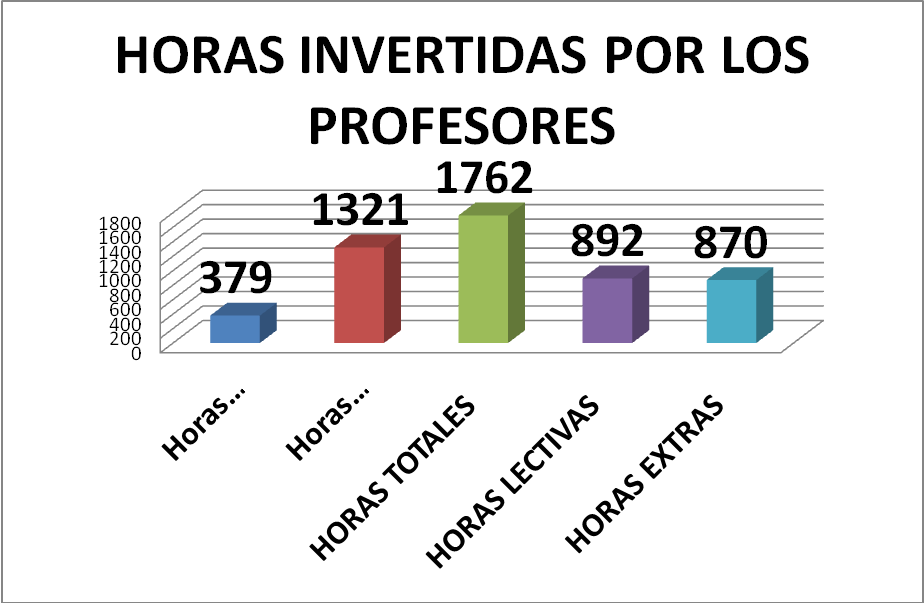 HORAS INVERTIDAS POR LOS
PROFESORES
1800
1600
1400
1200
1000
800
600
400
200
0
379
1321
1762
892
870
Horas...
Horas...
HORAS TOTALES
HORAS LECTIVAS
HORAS EXTRAS